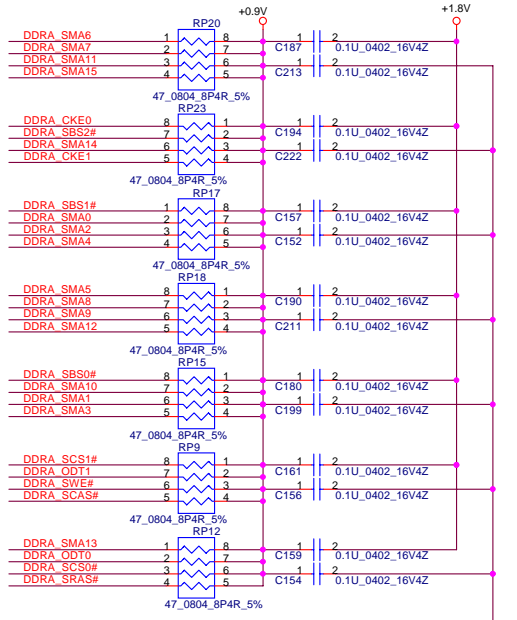 +0.9V +1.8V
RP20
DDRA_SMA6 1 8 1 2
DDRA_SMA7 2 7 C187 0.1U_0402_16V4Z
DDRA_SMA11 3 6 1 2
DDRA_SMA15 4 5 C213 0.1U_0402_16V4Z
47_0804_8P4R_5%
RP23
DDRA_CKE0 8 1 1 2
DDRA_SBS2# 7 2 C194 0.1U_0402_16V4Z
DDRA_SMA14 6 3 1 2
DDRA_CKE1 5 4 C222 0.1U_0402_16V4Z
47_0804_8P4R_5%
RP17
DDRA_SBS1# 1 8 1 2
DDRA_SMA0 2 7 C157 0.1U_0402_16V4Z
DDRA_SMA2 3 6 1 2
DDRA_SMA4 4 5 C152 0.1U_0402_16V4Z
47_0804_8P4R_5%
RP18
DDRA_SMA5 8 1 1 2
DDRA_SMA8 7 2 C190 0.1U_0402_16V4Z
DDRA_SMA9 6 3 1 2
DDRA_SMA12 5 4 C211 0.1U_0402_16V4Z
47_0804_8P4R_5%
RP15
DDRA_SBS0# 8 1 1 2
DDRA_SMA10 7 2 C180 0.1U_0402_16V4Z
DDRA_SMA1 6 3 1 2
DDRA_SMA3 5 4 C199 0.1U_0402_16V4Z
47_0804_8P4R_5%
RP9
DDRA_SCS1# 8 1 1 2
DDRA_ODT1 7 2 C161 0.1U_0402_16V4Z
DDRA_SWE# 6 3 1 2
DDRA_SCAS# 5 4 C156 0.1U_0402_16V4Z
47_0804_8P4R_5%
RP12
DDRA_SMA13 1 8 1 2
DDRA_ODT0 2 7 C159 0.1U_0402_16V4Z
DDRA_SCS0# 3 6 1 2
DDRA_SRAS# 4 5 C154 0.1U_0402_16V4Z
47_0804_8P4R_5%